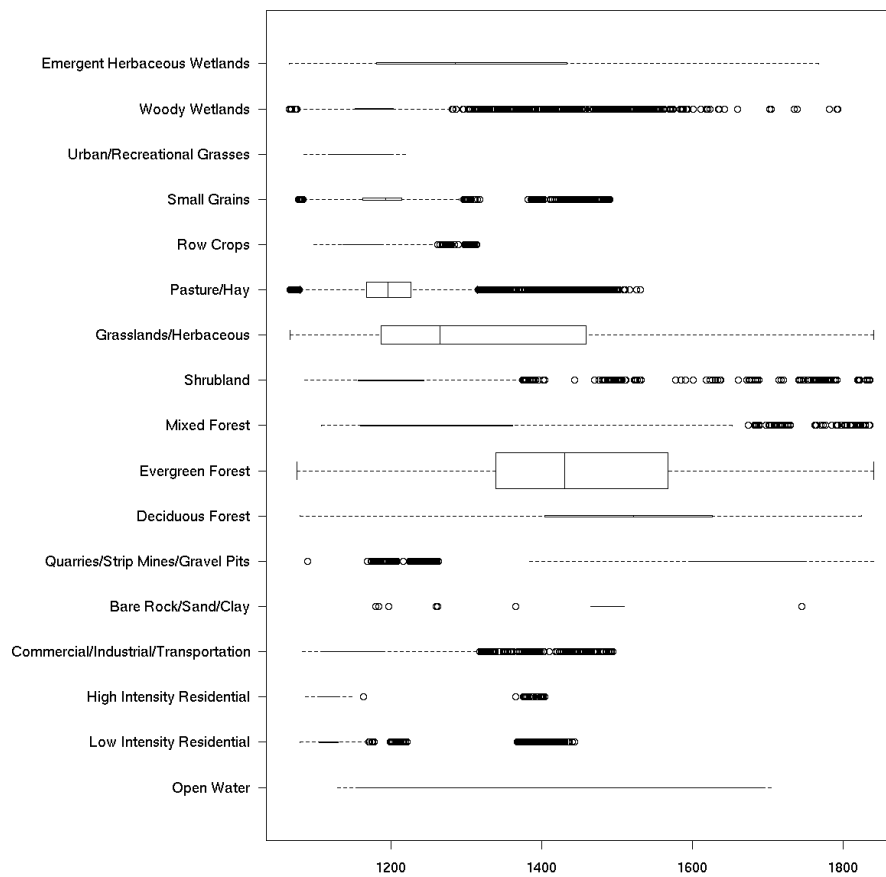 Emergent Herbaceous Wetlands
Woody Wetlands
Urban/Recreational Grasses
Small Grains
Row Crops
Pasture/Hay
Grasslands/Herbaceous
Shrubland
Mixed Forest
Evergreen Forest
Deciduous Forest
Quarries/Strip Mines/Gravel Pits
Bare Rock/Sand/Clay
Commercial/Industrial/Transportation
High Intensity Residential
Low Intensity Residential
Open Water
1200 1400 1600 1800